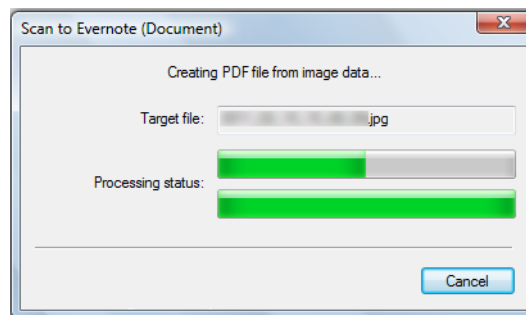 Scan to Evernote (Document)
Creating PDF file from image data...
Target file: .jpg
Processing status:
Cancel